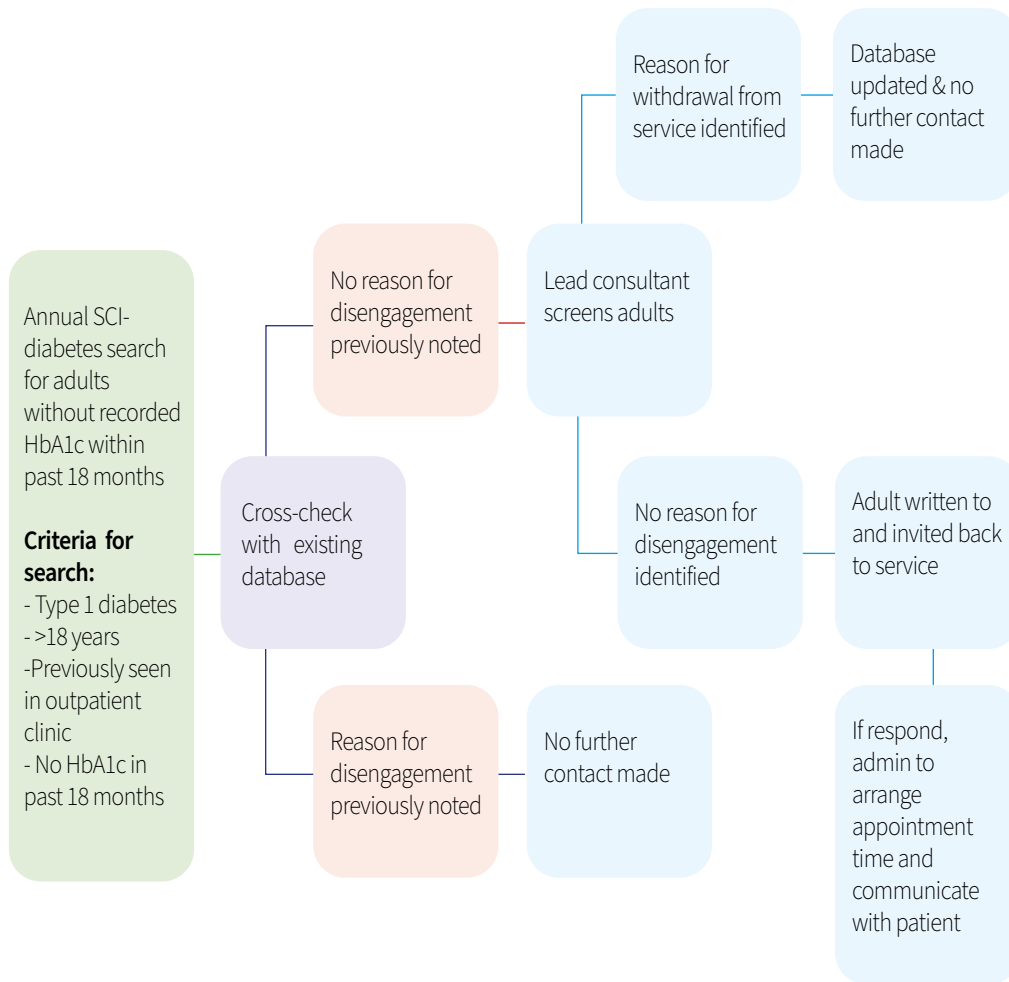 Annual SCI-
diabetes search
for adults
without recorded
HbA1c within
past 18 months
Criteria for
search:
- Type 1 diabetes
- >18 years
-Previously seen
in outpatient
clinic
- No HbA1c in
past 18 months
Cross-check
with existing
database
No reason for
disengagement
previously noted
Lead consultant
screens adults
Reason for
withdrawal from
service identified
Database
updated & no
further contact
made
No reason for
disengagement
identified
Adult written to
and invited back
to service
If respond,
admin to
arrange
appointment
time and
communicate
with patient
Reason for
disengagement
previously noted
No further
contact made